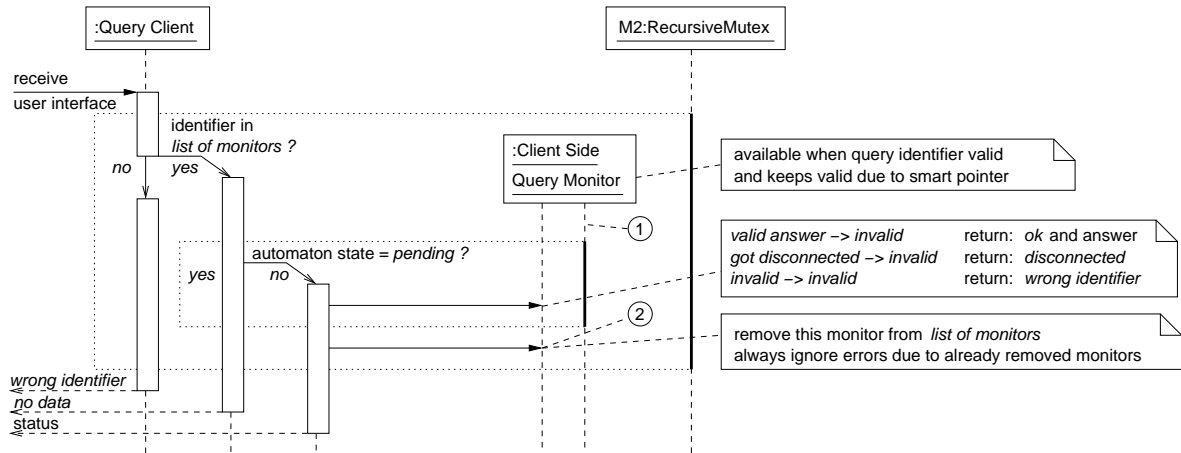 :Query Client
M2:RecursiveMutex
receive
user interface
identifier in
list of monitors ?
no
yes
:Client Side
Query Monitor
available when query identifier valid
and keeps valid due to smart pointer
1
automaton state = pending ?
yes
no
valid answer −> invalid return: ok and answer
got disconnected −> invalid return: disconnected
invalid −> invalid return: wrong identifier
2
remove this monitor from list of monitors
always ignore errors due to already removed monitors
wrong identifier
no data
status